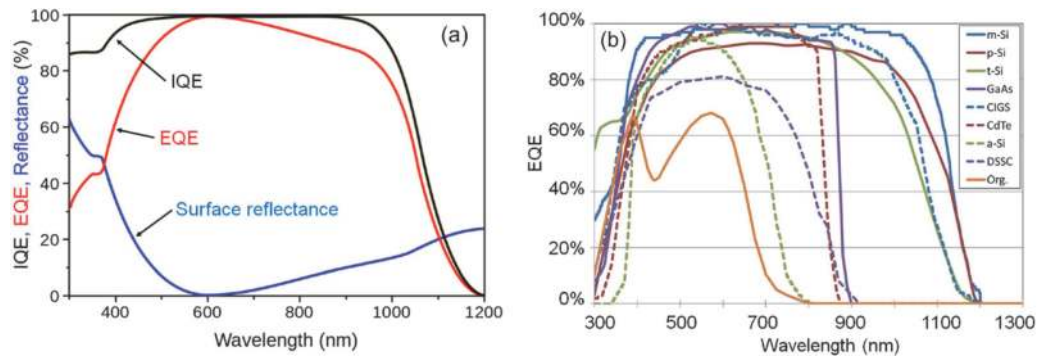 (a)
IQE, EQE, Reflectance (%)
100
80
60
40
20
0
IQE
EQE
Surface reflectance
400
600
800
1000
1200
Wavelength (nm)
(b)
EQE
100%
80%
60%
40%
20%
0%
m-Si
p-Si
t-Si
GaAs
CIGS
CdTe
a-Si
DSSC
Org.
300
500
700
900
1100
1300
Wavelength (nm)